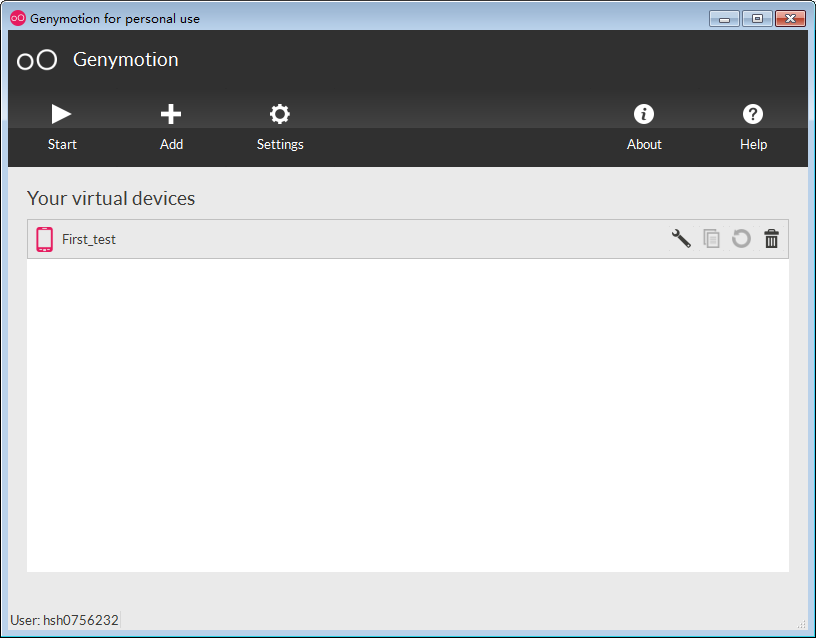 Genymotion for personal use
Genymotion
Start Add Settings About Help
Your virtual devices
First_test
User: hsh0756232